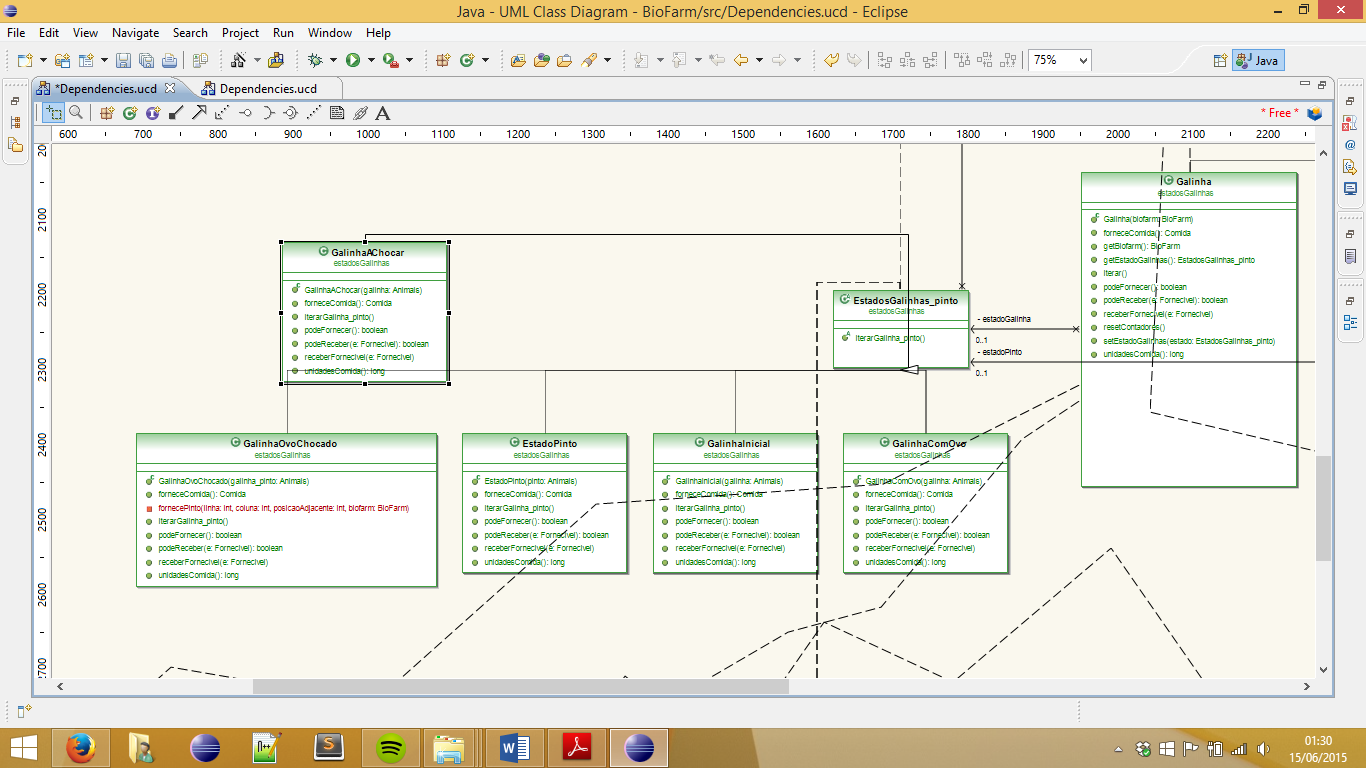 Java - UML Class Diagram - BioFarm/src/Dependencies.ucd - Eclipse
File Edit View Navigate Search Project Run Window Help
75%
Java
*Dependencies.ucd
Dependencies.ucd
* Free *
600 700 800 900 1000 1100 1200 1300 1400 1500 1600 1700 1800 1900 2000 2100 2200
20
2100
2200
2300
2400
2500
2600
2700
Galinha
estadosGalinhas
Galinha(biofarm: BioFarm)
forneceComida(): Comida
getBiofarm(): BioFarm
getEstadoGalinhas(): EstadosGalinhas_pinto
iterar()
podeFornecer(): boolean
podeReceber(e: Fornecivel): boolean
receberFornecivel(e: Fornecivel)
resetContadores()
setEstadoGalinhas(estado: EstadosGalinhas_pinto)
unidadesComida(): long
GalinhaAChocar
estadosGalinhas
GalinhaAChocar(galinha: Animais)
forneceComida(): Comida
iterarGalinha_pinto()
podeFornecer(): boolean
podeReceber(e: Fornecivel): boolean
receberFornecivel(e: Fornecivel)
unidadesComida(): long
EstadosGalinhas_pinto
estadosGalinhas
iterarGalinha_pinto()
- estadoGalinha
0..1
- estadoPinto
0..1
GalinhaOvoChocado
estadosGalinhas
GalinhaOvoChocado(galinha_pinto: Animais)
forneceComida(): Comida
fornecePinto(linha: int, coluna: int, posicaoAdjacente: int, biofarm: BioFarm)
iterarGalinha_pinto()
podeFornecer(): boolean
podeReceber(e: Fornecivel): boolean
receberFornecivel(e: Fornecivel)
unidadesComida(): long
EstadoPinto
estadosGalinhas
EstadoPinto(pinto: Animais)
forneceComida(): Comida
iterarGalinha_pinto()
podeFornecer(): boolean
podeReceber(e: Fornecivel): boolean
receberFornecivel(e: Fornecivel)
unidadesComida(): long
GalinhaInicial
estadosGalinhas
GalinhaInicial(galinha: Animais)
forneceComida(): Comida
iterarGalinha_pinto()
podeFornecer(): boolean
podeReceber(e: Fornecivel): boolean
receberFornecivel(e: Fornecivel)
unidadesComida(): long
GalinhaComOvo
estadosGalinhas
GalinhaComOvo(galinha: Animais)
forneceComida(): Comida
iterarGalinha_pinto()
podeFornecer(): boolean
podeReceber(e: Fornecivel): boolean
receberFornecivel(e: Fornecivel)
unidadesComida(): long
01:30
15/06/2015